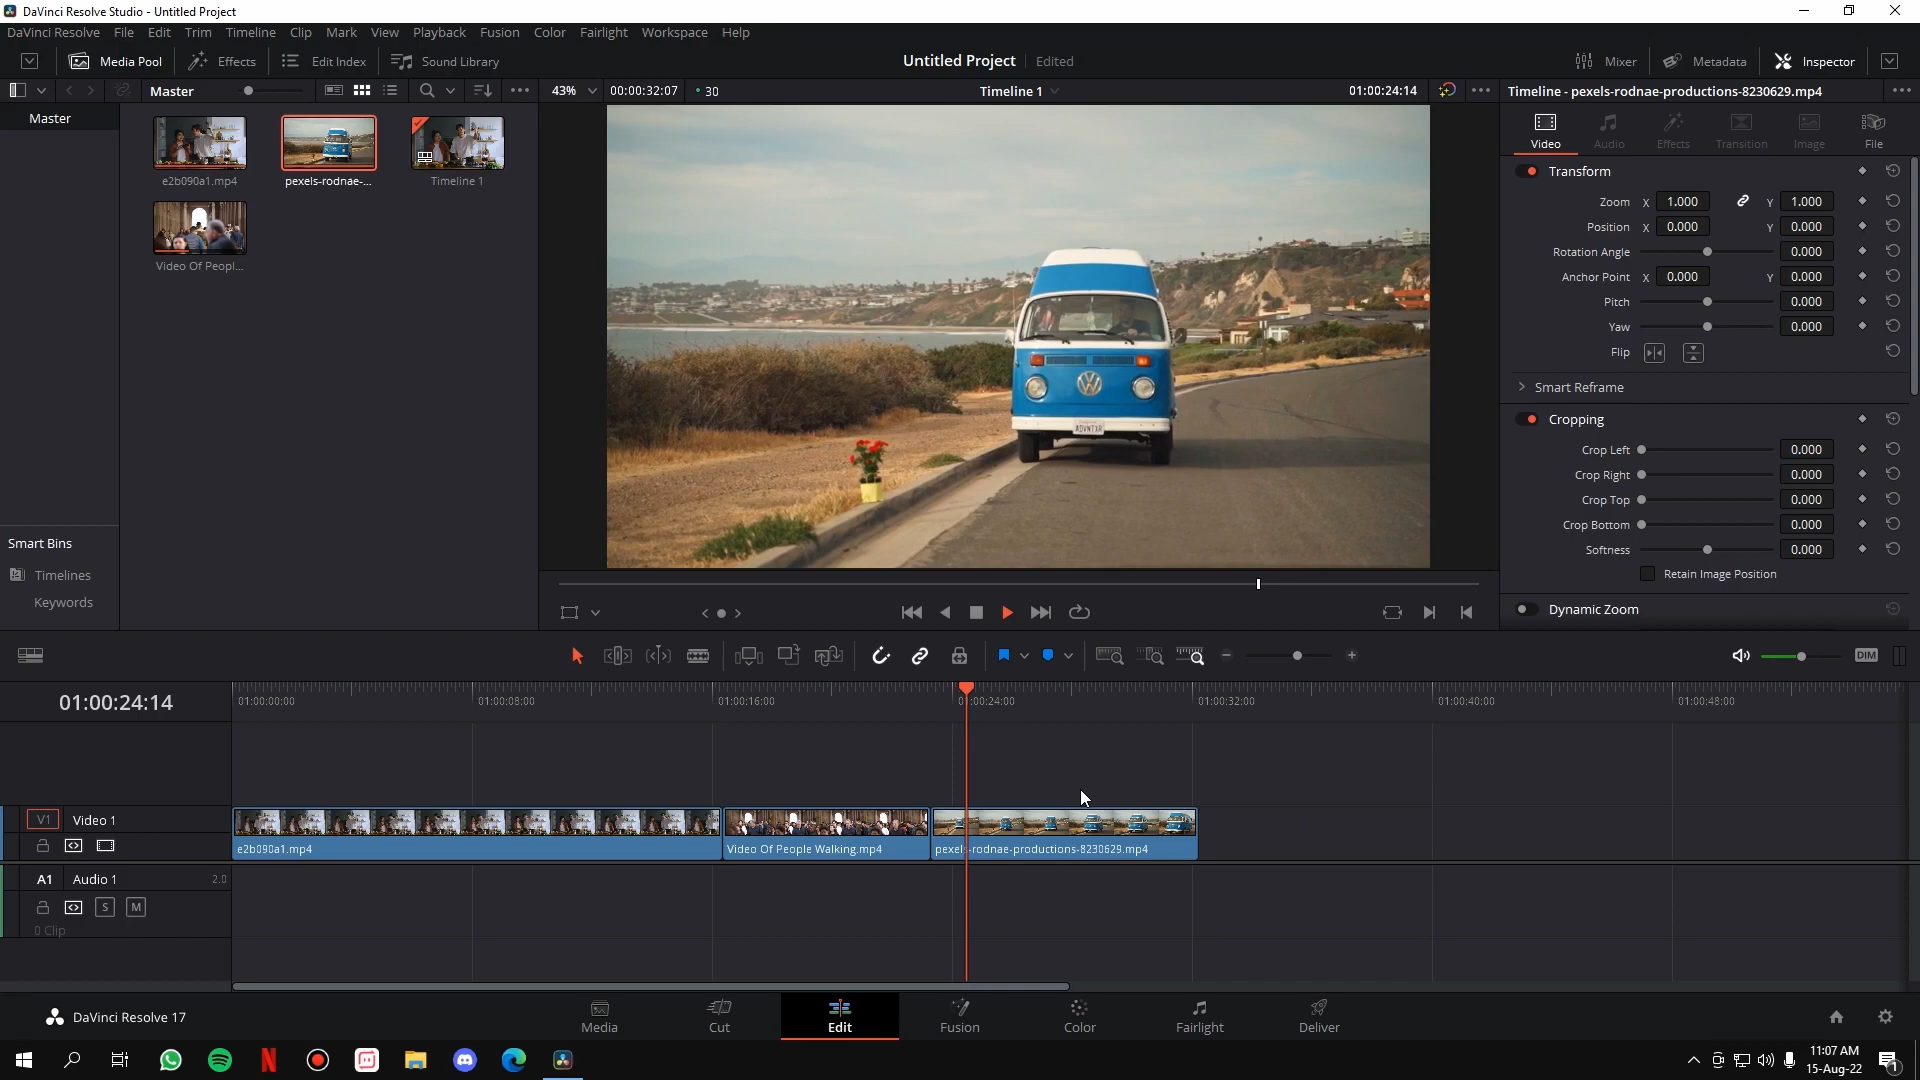 DaVinci Resolve Studio - Untitled Project
DaVinci Resolve File Edit Trim Timeline Clip Mark View Playback Fusion Color Fairlight Workspace Help
Media Pool Effects Edit Index Sound Library Untitled Project Edited Mixer Metadata Inspector
Master 43% 00:00:32:07 30 Timeline 1 01:00:24:14 Timeline - pexels-rodnae-productions-8230629.mp4
Master
e2b090a1.mp4 pexels-rodnae-... Timeline 1
Video Of Peopl...
Smart Bins
Timelines
Keywords
ADVNTXR
Video Audio Effects Transition Image File
Transform
Zoom X 1.000 Y 1.000
Position X 0.000 Y 0.000
Rotation Angle 0.000
Anchor Point X 0.000 Y 0.000
Pitch 0.000
Yaw 0.000
Flip
Smart Reframe
Cropping
Crop Left 0.000
Crop Right 0.000
Crop Top 0.000
Crop Bottom 0.000
Softness 0.000
Retain Image Position
Dynamic Zoom
DIM
01:00:24:14
01:00:00:00 01:00:08:00 01:00:16:00 01:00:24:00 01:00:32:00 01:00:40:00 01:00:48:00
V1 Video 1
e2b090a1.mp4 Video Of People Walking.mp4 pexels-rodnae-productions-8230629.mp4
A1 Audio 1 2.0
S M
0 Clip
DaVinci Resolve 17 Media Cut Edit Fusion Color Fairlight Deliver
11:07 AM
15-Aug-22
1